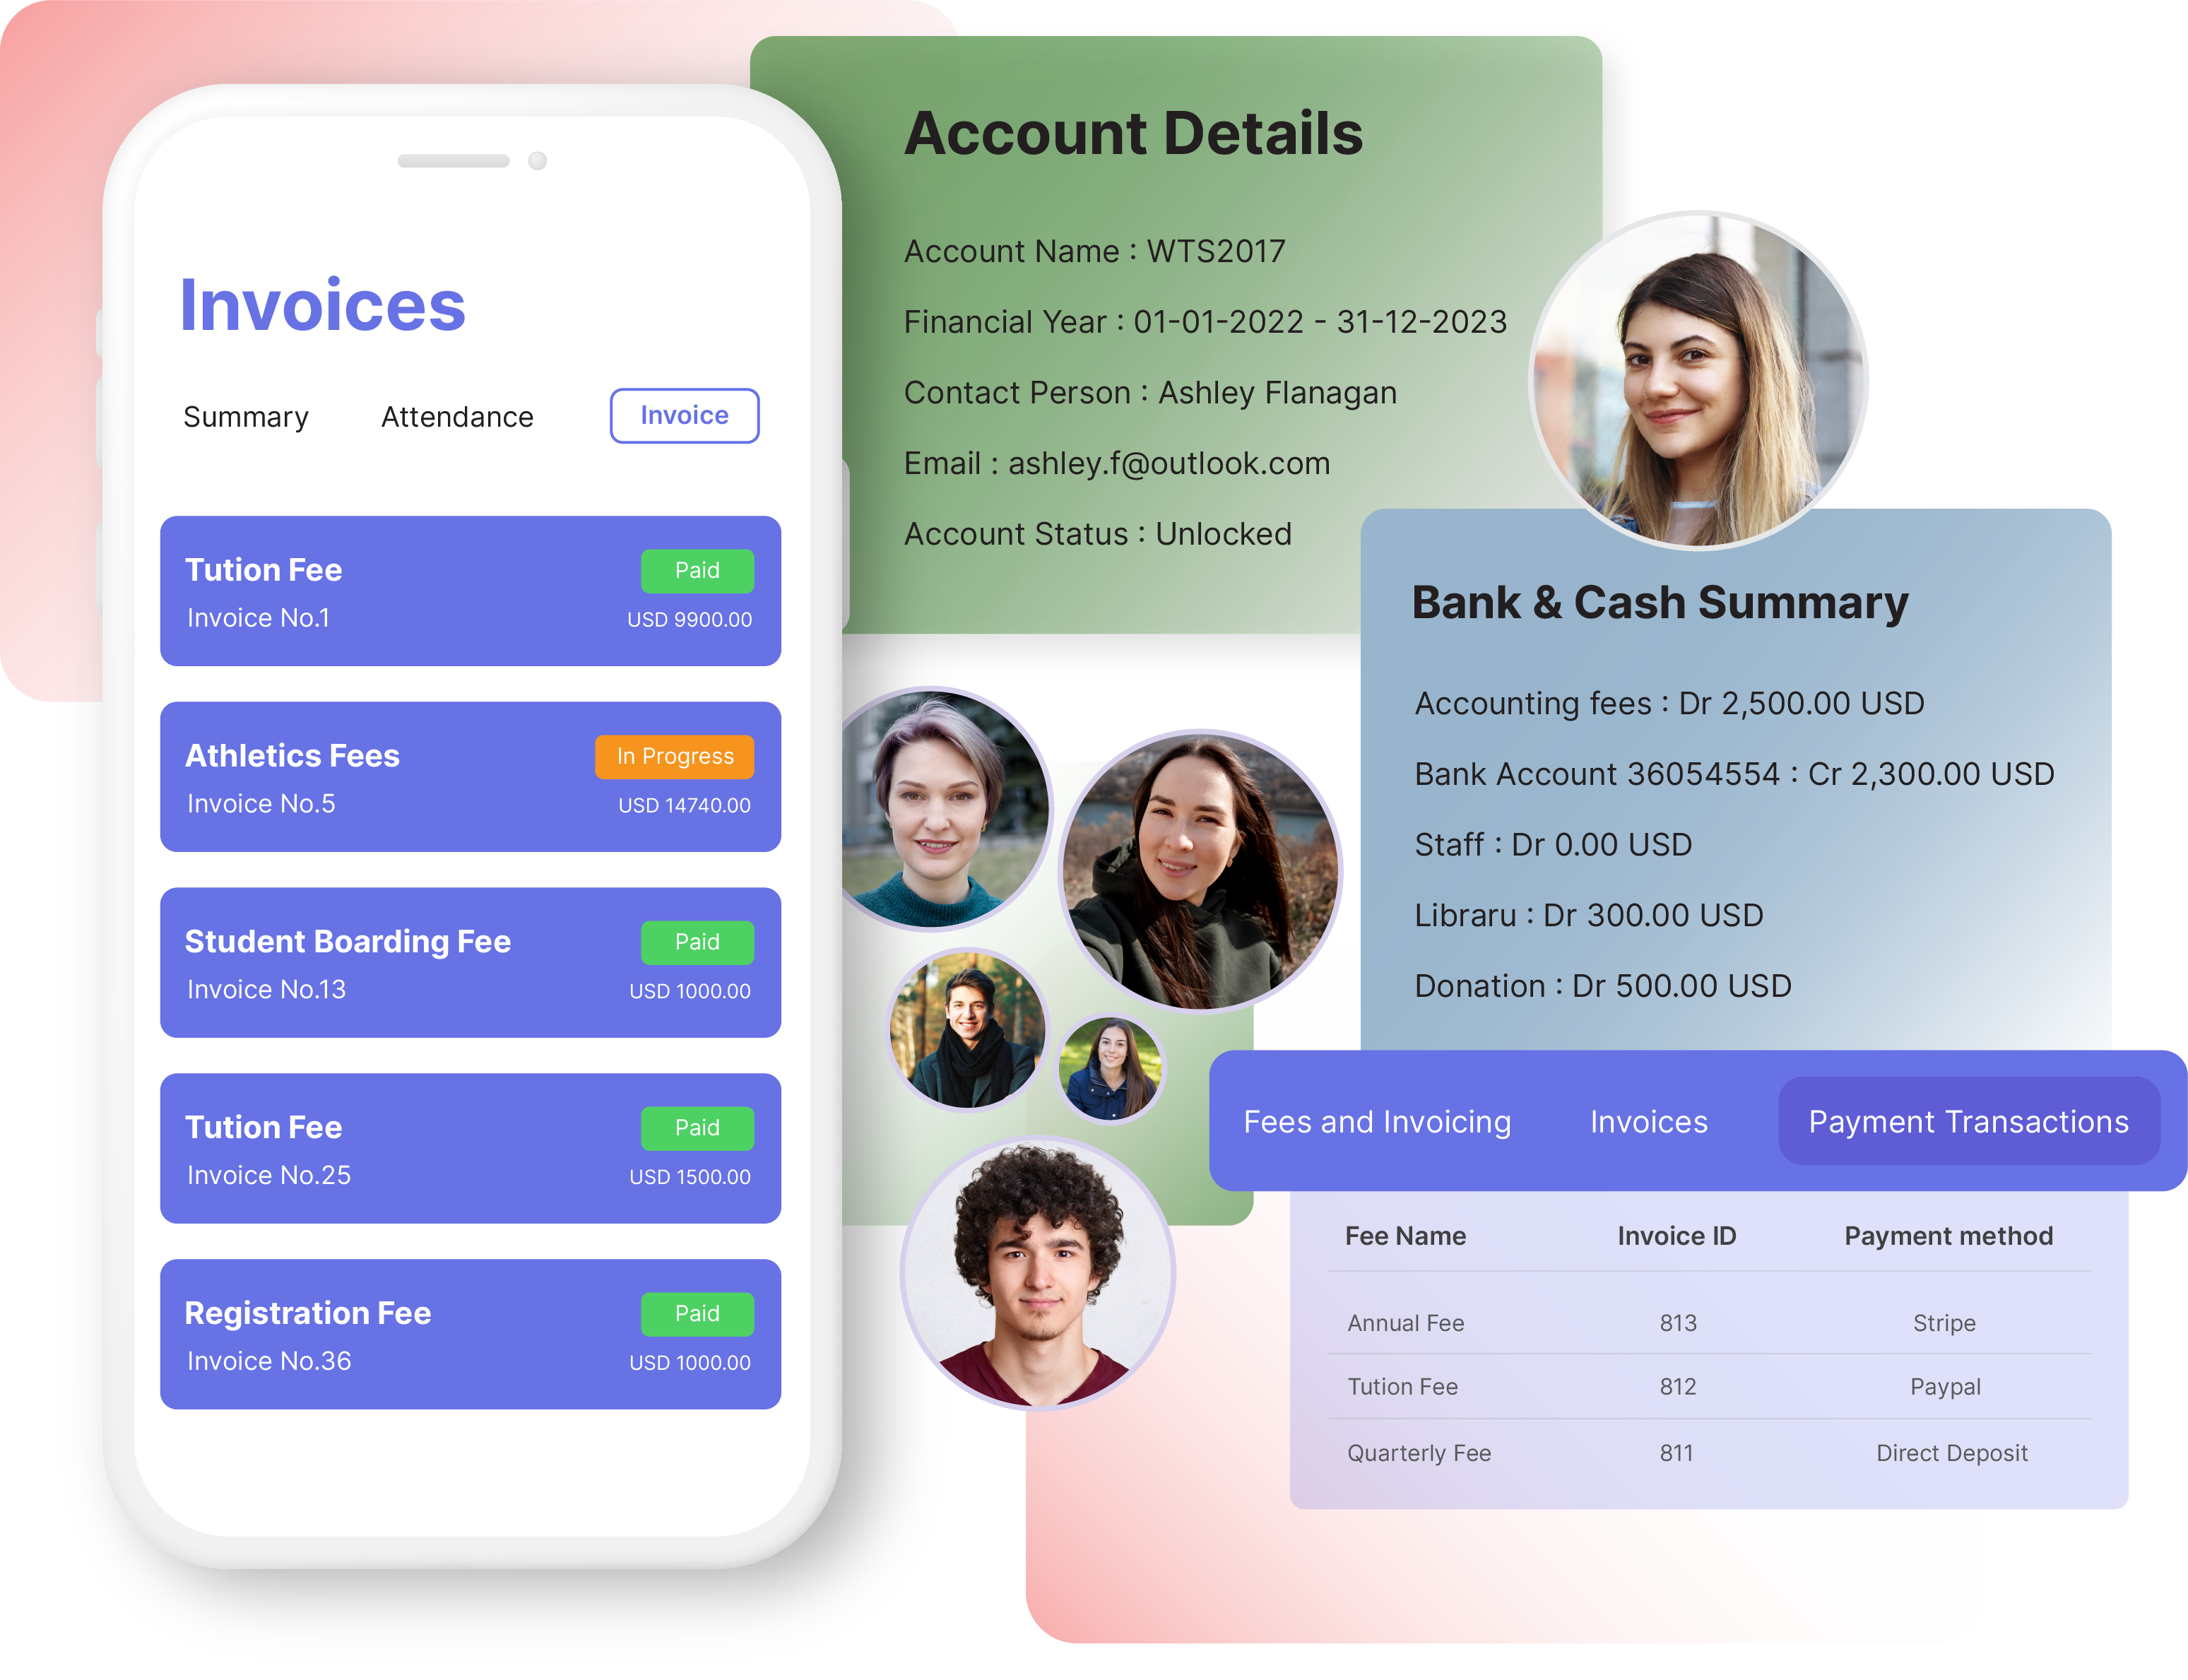 Invoices
Summary Attendance Invoice
Tution Fee Paid
Invoice No.1 USD 9900.00
Athletics Fees In Progress
Invoice No.5 USD 14740.00
Student Boarding Fee Paid
Invoice No.13 USD 1000.00
Tution Fee Paid
Invoice No.25 USD 1500.00
Registration Fee Paid
Invoice No.36 USD 1000.00
Account Details
Account Name : WTS2017
Financial Year : 01-01-2022 - 31-12-2023
Contact Person : Ashley Flanagan
Email : ashley.f@outlook.com
Account Status : Unlocked
Bank & Cash Summary
Accounting fees : Dr 2,500.00 USD
Bank Account 36054554 : Cr 2,300.00 USD
Staff : Dr 0.00 USD
Libraru : Dr 300.00 USD
Donation : Dr 500.00 USD
Fees and Invoicing Invoices Payment Transactions
Fee Name Invoice ID Payment method
Annual Fee 813 Stripe
Tution Fee 812 Paypal
Quarterly Fee 811 Direct Deposit